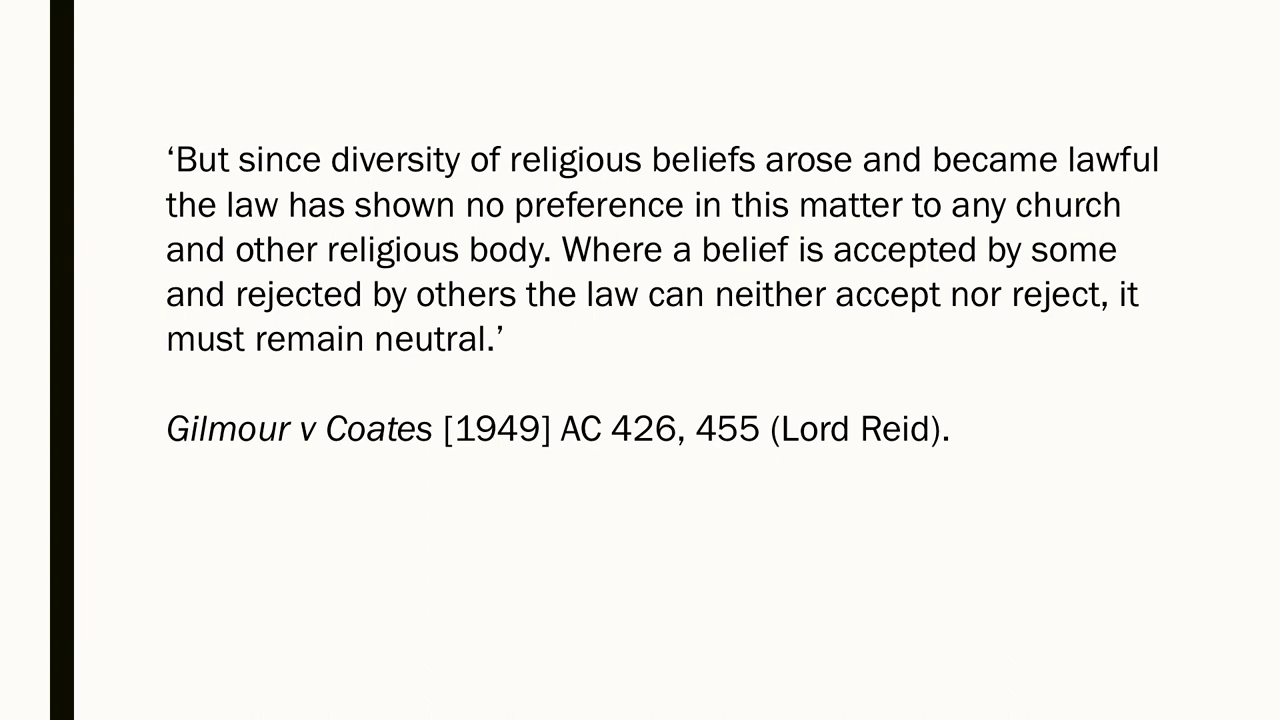 ‘But since diversity of religious beliefs arose and became lawful
the law has shown no preference in this matter to any church
and other religious body. Where a belief is accepted by some
and rejected by others the law can neither accept nor reject, it
must remain neutral.’
Gilmour v Coates [1949] AC 426, 455 (Lord Reid).